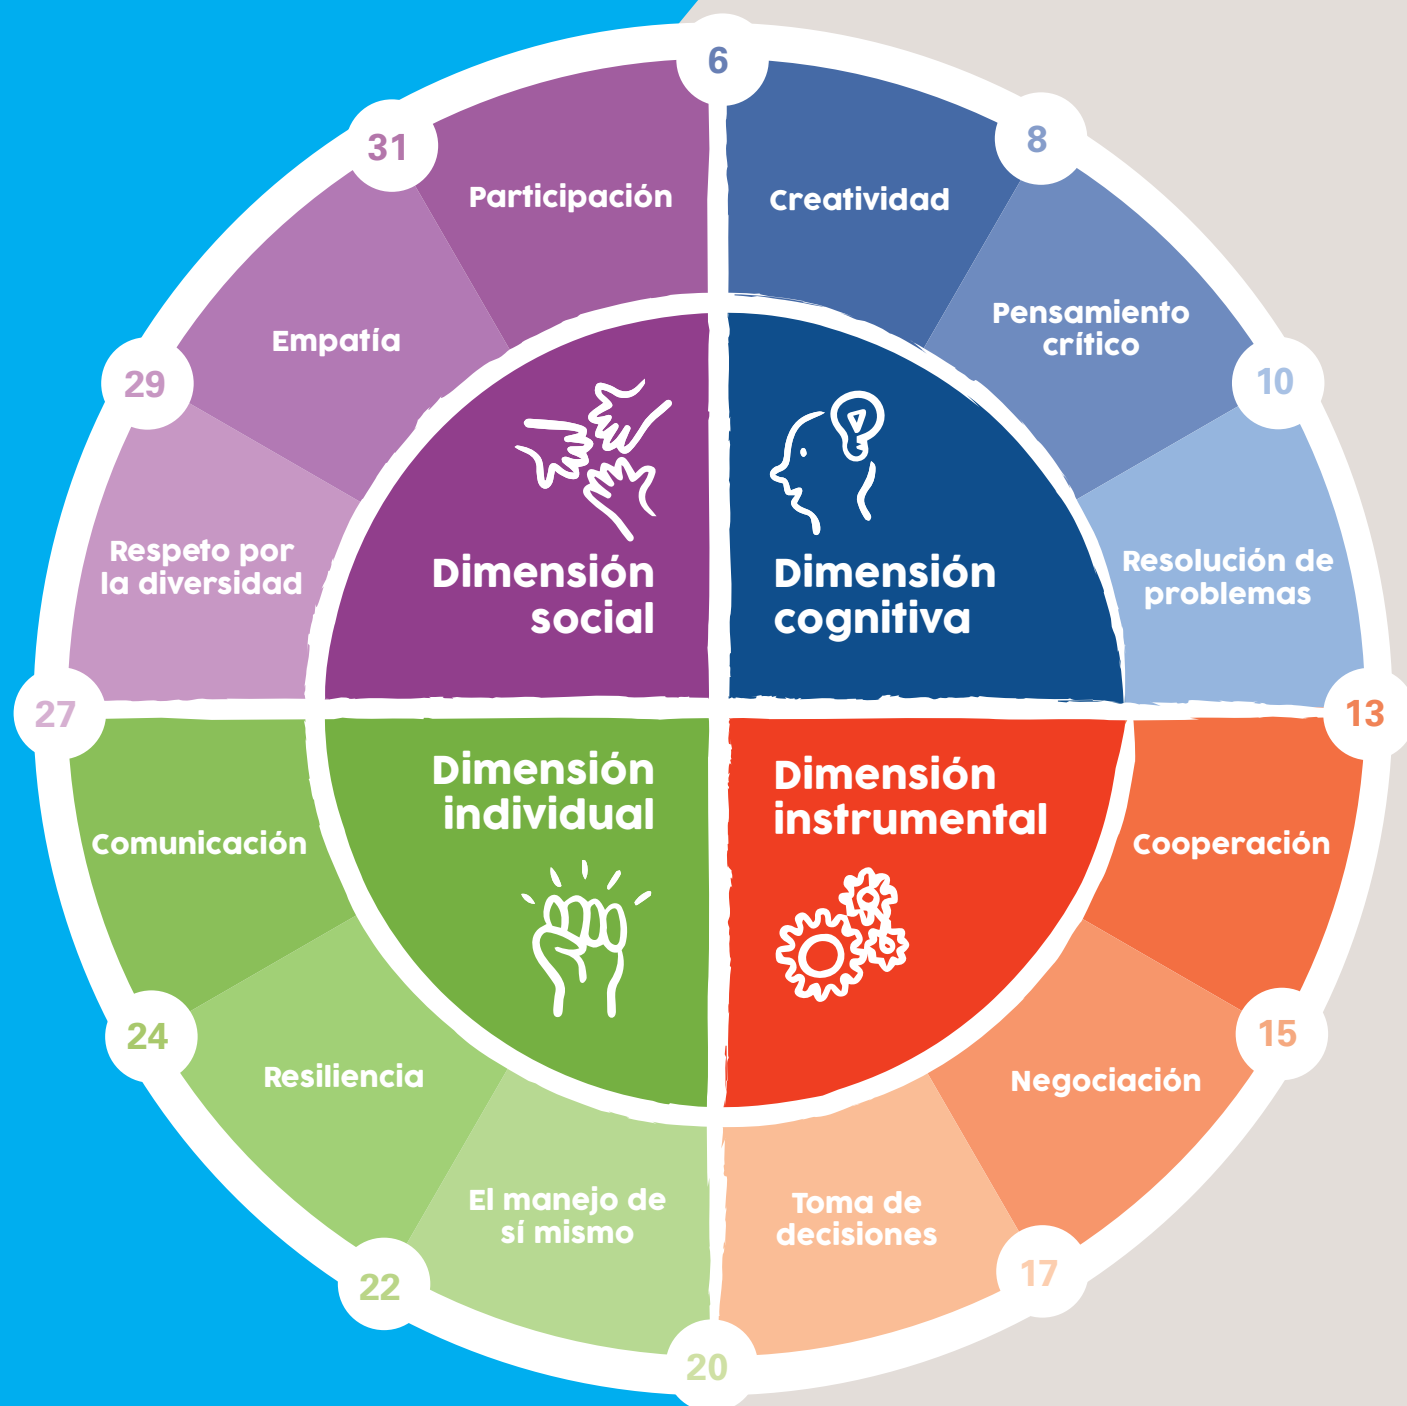 6
8
10
13
15
17
20
22
24
27
29
31
Creatividad
Pensamiento
crítico
Resolución de
problemas
Cooperación
Negociación
Toma de
decisiones
El manejo de
sí mismo
Resiliencia
Comunicación
Respeto por
la diversidad
Empatía
Participación
Dimensión
social
Dimensión
cognitiva
Dimensión
individual
Dimensión
instrumental